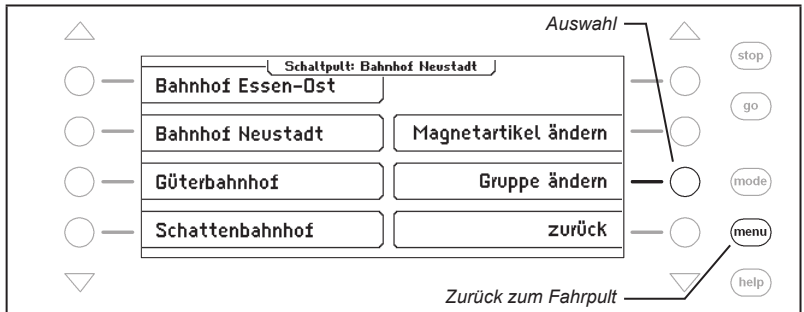 Auswahl
stop
Schaltpult: Bahnhof Neustadt
Bahnhof Essen-Ost
go
Bahnhof Neustadt
Magnetartikel ändern
Güterbahnhof
Gruppe ändern
mode
Schattenbahnhof
zurück
menu
help
Zurück zum Fahrpult